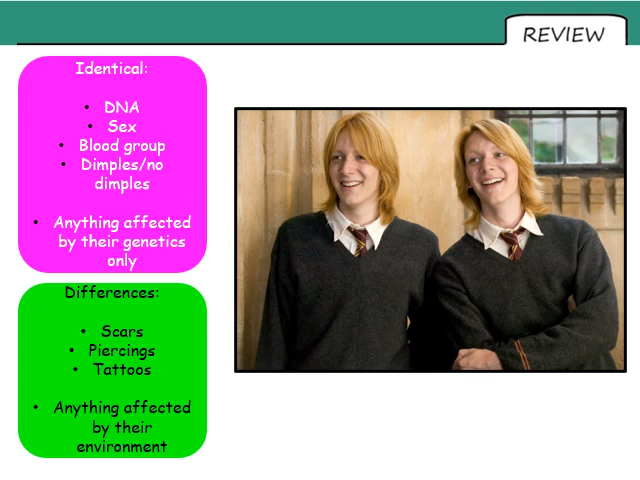 REVIEW
Identical:
• DNA
• Sex
• Blood group
• Dimples/no
dimples
• Anything affected
by their genetics
only
Differences:
• Scars
• Piercings
• Tattoos
• Anything affected
by their
environment